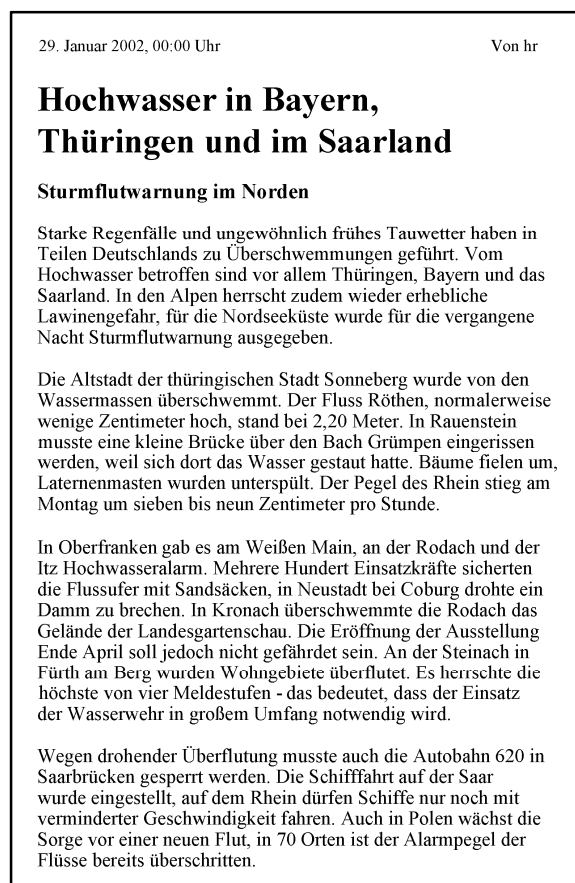 29. Januar 2002, 00:00 Uhr Von hr
Hochwasser in Bayern,
Thüringen und im Saarland
Sturmflutwarnung im Norden
Starke Regenfälle und ungewöhnlich frühes Tauwetter haben in
Teilen Deutschlands zu Überschwemmungen geführt. Vom
Hochwasser betroffen sind vor allem Thüringen, Bayern und das
Saarland. In den Alpen herrscht zudem wieder erhebliche
Lawinengefahr, für die Nordseeküste wurde für die vergangene
Nacht Sturmflutwarnung ausgegeben.
Die Altstadt der thüringischen Stadt Sonneberg wurde von den
Wassermassen überschwemmt. Der Fluss Röthen, normalerweise
wenige Zentimeter hoch, stand bei 2,20 Meter. In Rauenstein
musste eine kleine Brücke über den Bach Grümpen eingerissen
werden, weil sich dort das Wasser gestaut hatte. Bäume fielen um,
Laternenmasten wurden unterspült. Der Pegel des Rhein stieg am
Montag um sieben bis neun Zentimeter pro Stunde.
In Oberfranken gab es am Weißen Main, an der Rodach und der
Itz Hochwasseralarm. Mehrere Hundert Einsatzkräfte sicherten
die Flussufer mit Sandsäcken, in Neustadt bei Coburg drohte ein
Damm zu brechen. In Kronach überschwemmte die Rodach das
Gelände der Landesgartenschau. Die Eröffnung der Ausstellung
Ende April soll jedoch nicht gefährdet sein. An der Steinach in
Fürth am Berg wurden Wohngebiete überflutet. Es herrschte die
höchste von vier Meldestufen - das bedeutet, dass der Einsatz
der Wasserwehr in großem Umfang notwendig wird.
Wegen drohender Überflutung musste auch die Autobahn 620 in
Saarbrücken gesperrt werden. Die Schifffahrt auf der Saar
wurde eingestellt, auf dem Rhein dürfen Schiffe nur noch mit
verminderter Geschwindigkeit fahren. Auch in Polen wächst die
Sorge vor einer neuen Flut, in 70 Orten ist der Alarmpegel der
Flüsse bereits überschritten.